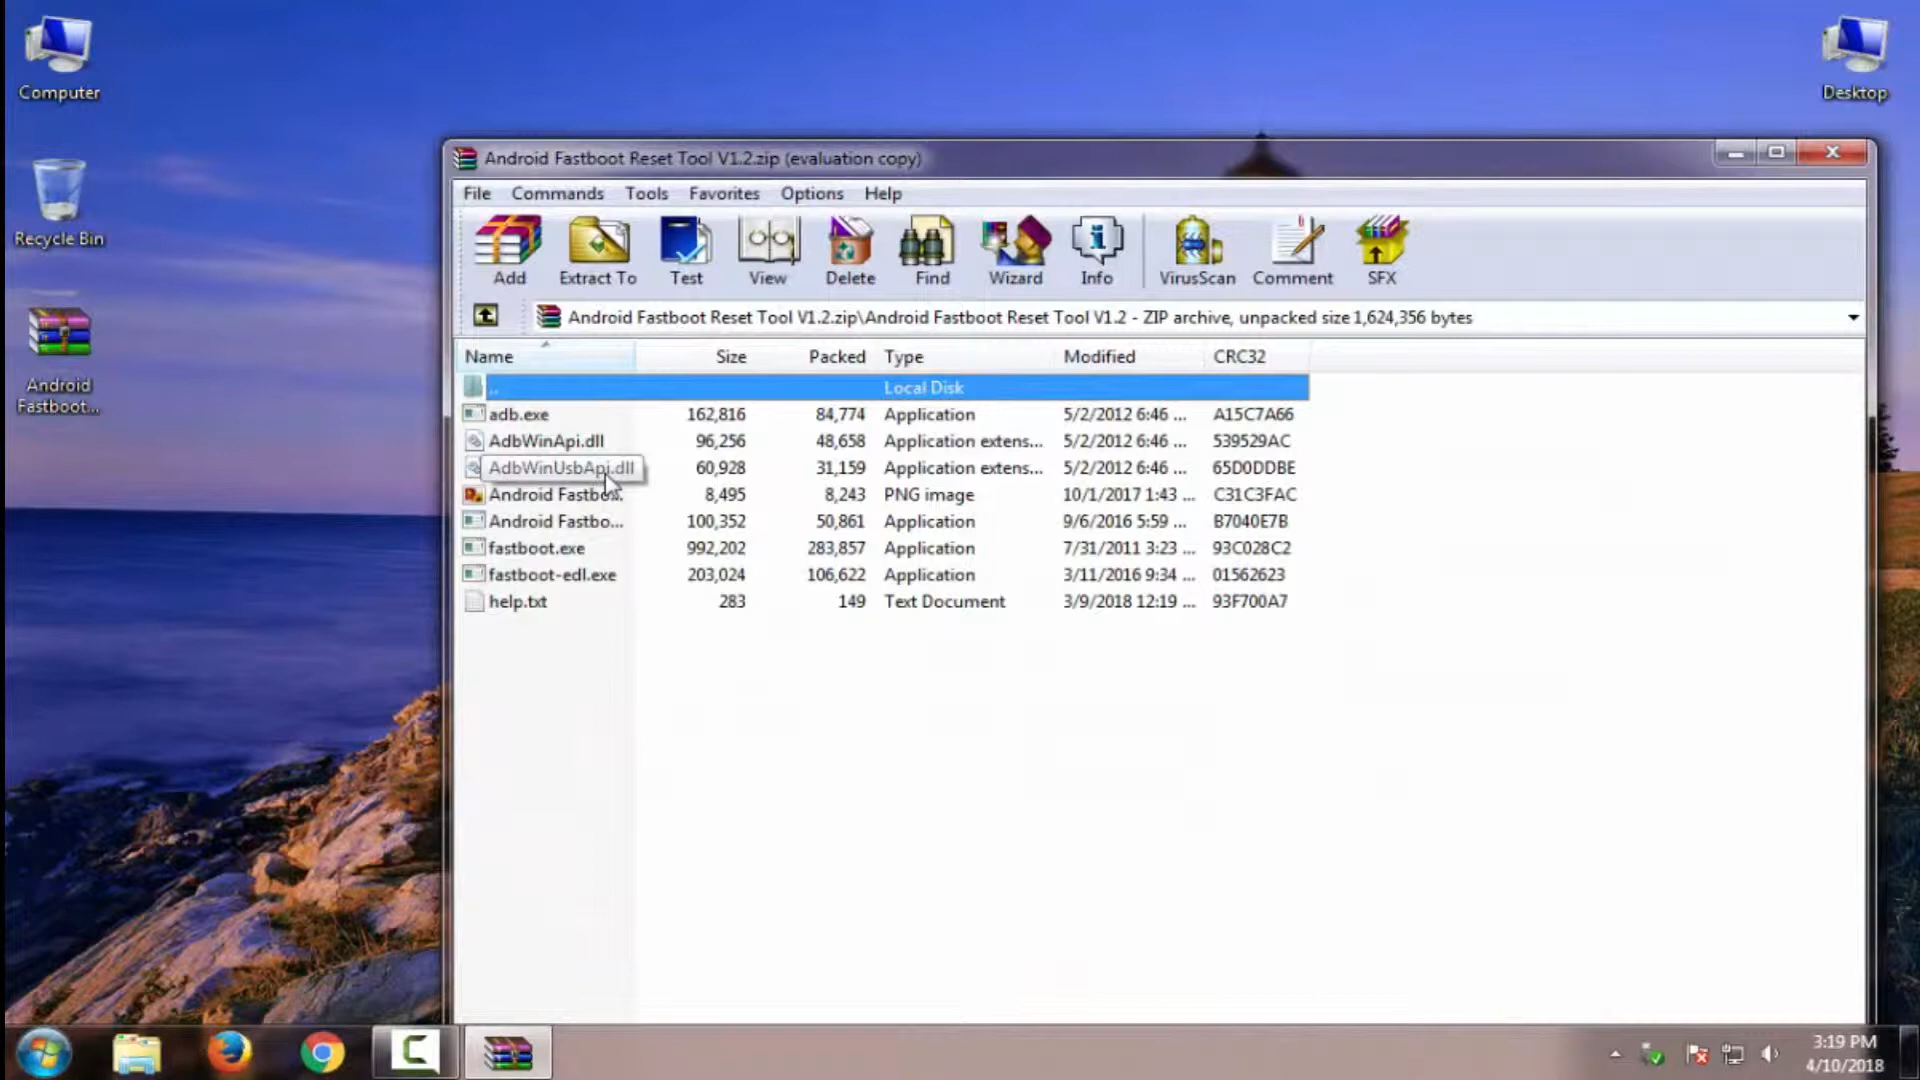 Computer
Recycle Bin
Android
Fastboot...
Desktop
Android Fastboot Reset Tool V1.2.zip (evaluation copy)
File Commands Tools Favorites Options Help
Add Extract To Test View Delete Find Wizard Info VirusScan Comment SFX
Android Fastboot Reset Tool V1.2.zip\Android Fastboot Reset Tool V1.2 - ZIP archive, unpacked size 1,624,356 bytes
Name Size Packed Type Modified CRC32
.. Local Disk
adb.exe 162,816 84,774 Application 5/2/2012 6:46 ... A15C7A66
AdbWinApi.dll 96,256 48,658 Application extens... 5/2/2012 6:46 ... 539529AC
AdbWinUsbApi.dll 60,928 31,159 Application extens... 5/2/2012 6:46 ... 65D0DDBE
Android Fastbo... 8,495 8,243 PNG image 10/1/2017 1:43 ... C31C3FAC
Android Fastbo... 100,352 50,861 Application 9/6/2016 5:59 ... B7040E7B
fastboot.exe 992,202 283,857 Application 7/31/2011 3:23 ... 93C028C2
fastboot-edl.exe 203,024 106,622 Application 3/11/2016 9:34 ... 01562623
help.txt 283 149 Text Document 3/9/2018 12:19 ... 93F700A7
3:19 PM
4/10/2018